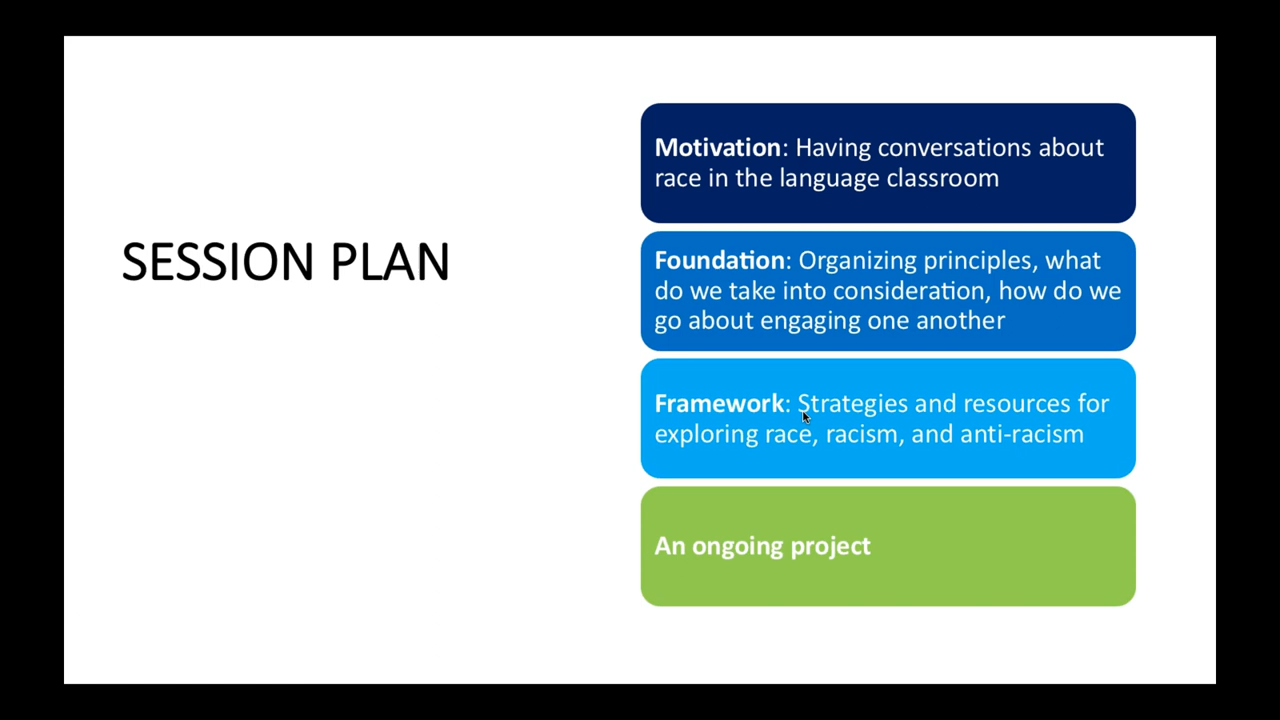 SESSION PLAN
Motivation: Having conversations about
race in the language classroom
Foundation: Organizing principles, what
do we take into consideration, how do we
go about engaging one another
Framework: Strategies and resources for
exploring race, racism, and anti-racism
An ongoing project